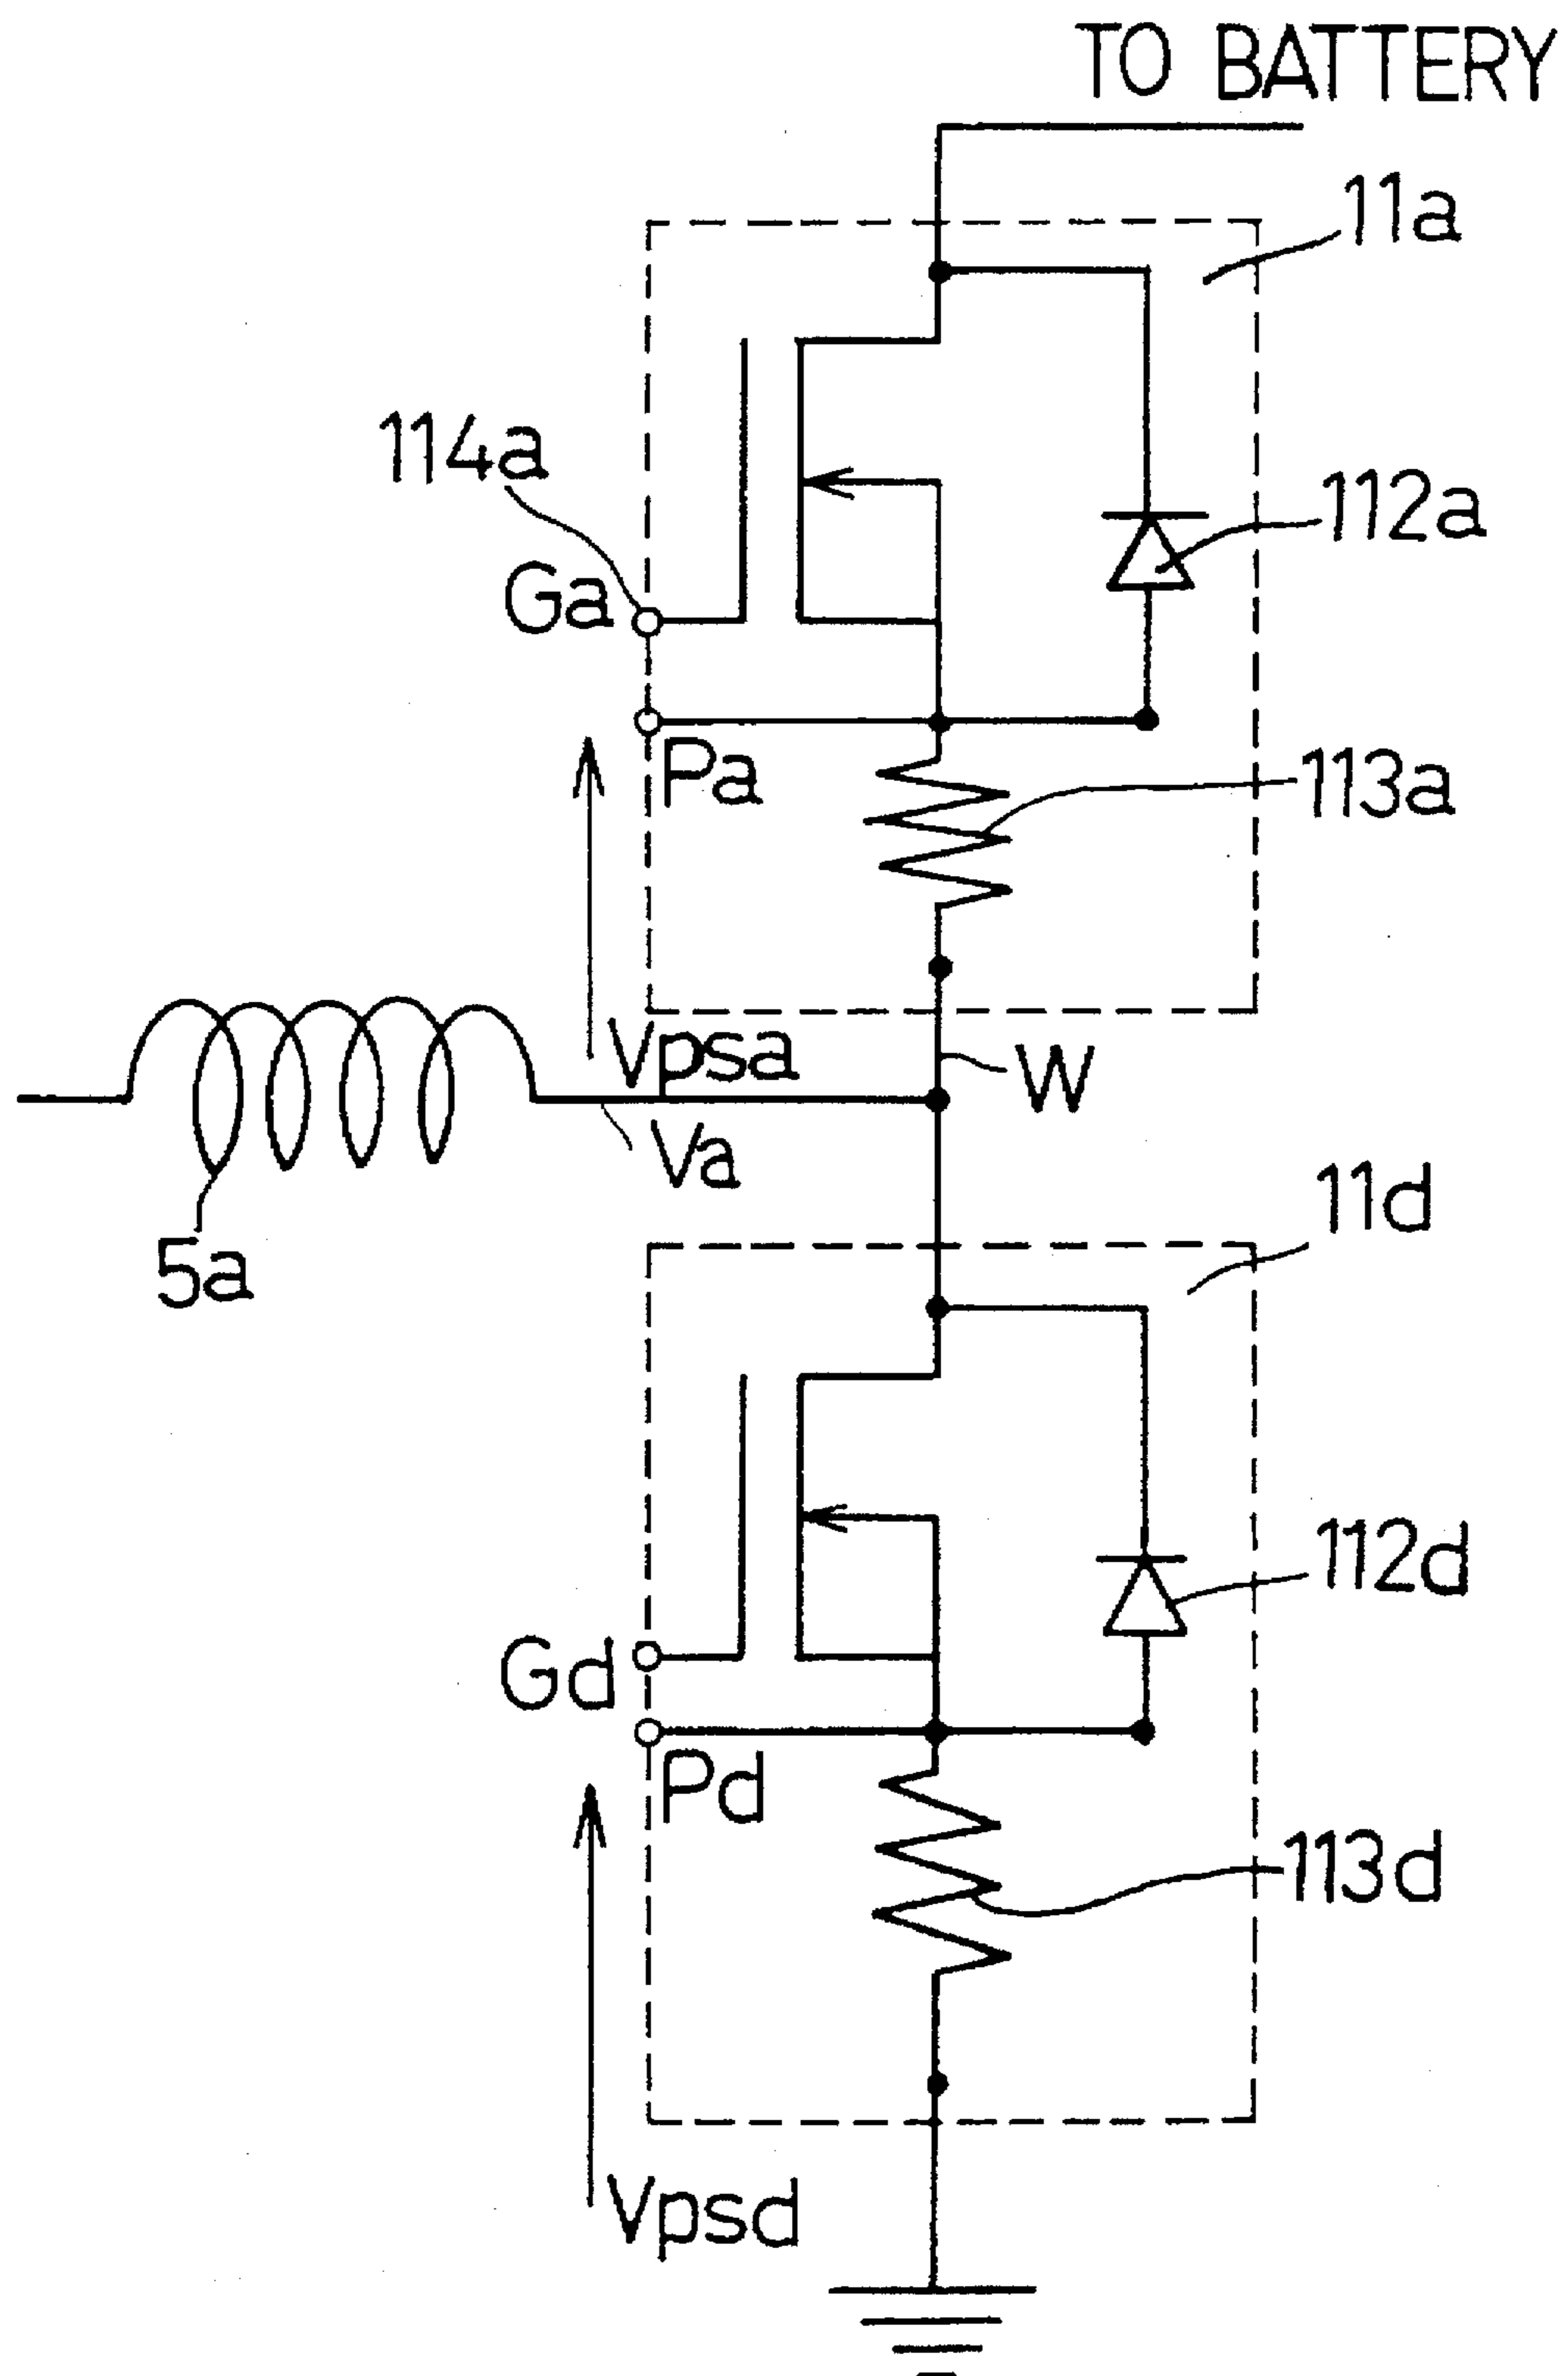 TO BATTERY
11a
114a
112a
Ga
Pa
113a
Vpsa
W
Va
11d
5a
112d
Gd
Pd
113d
Vpsd